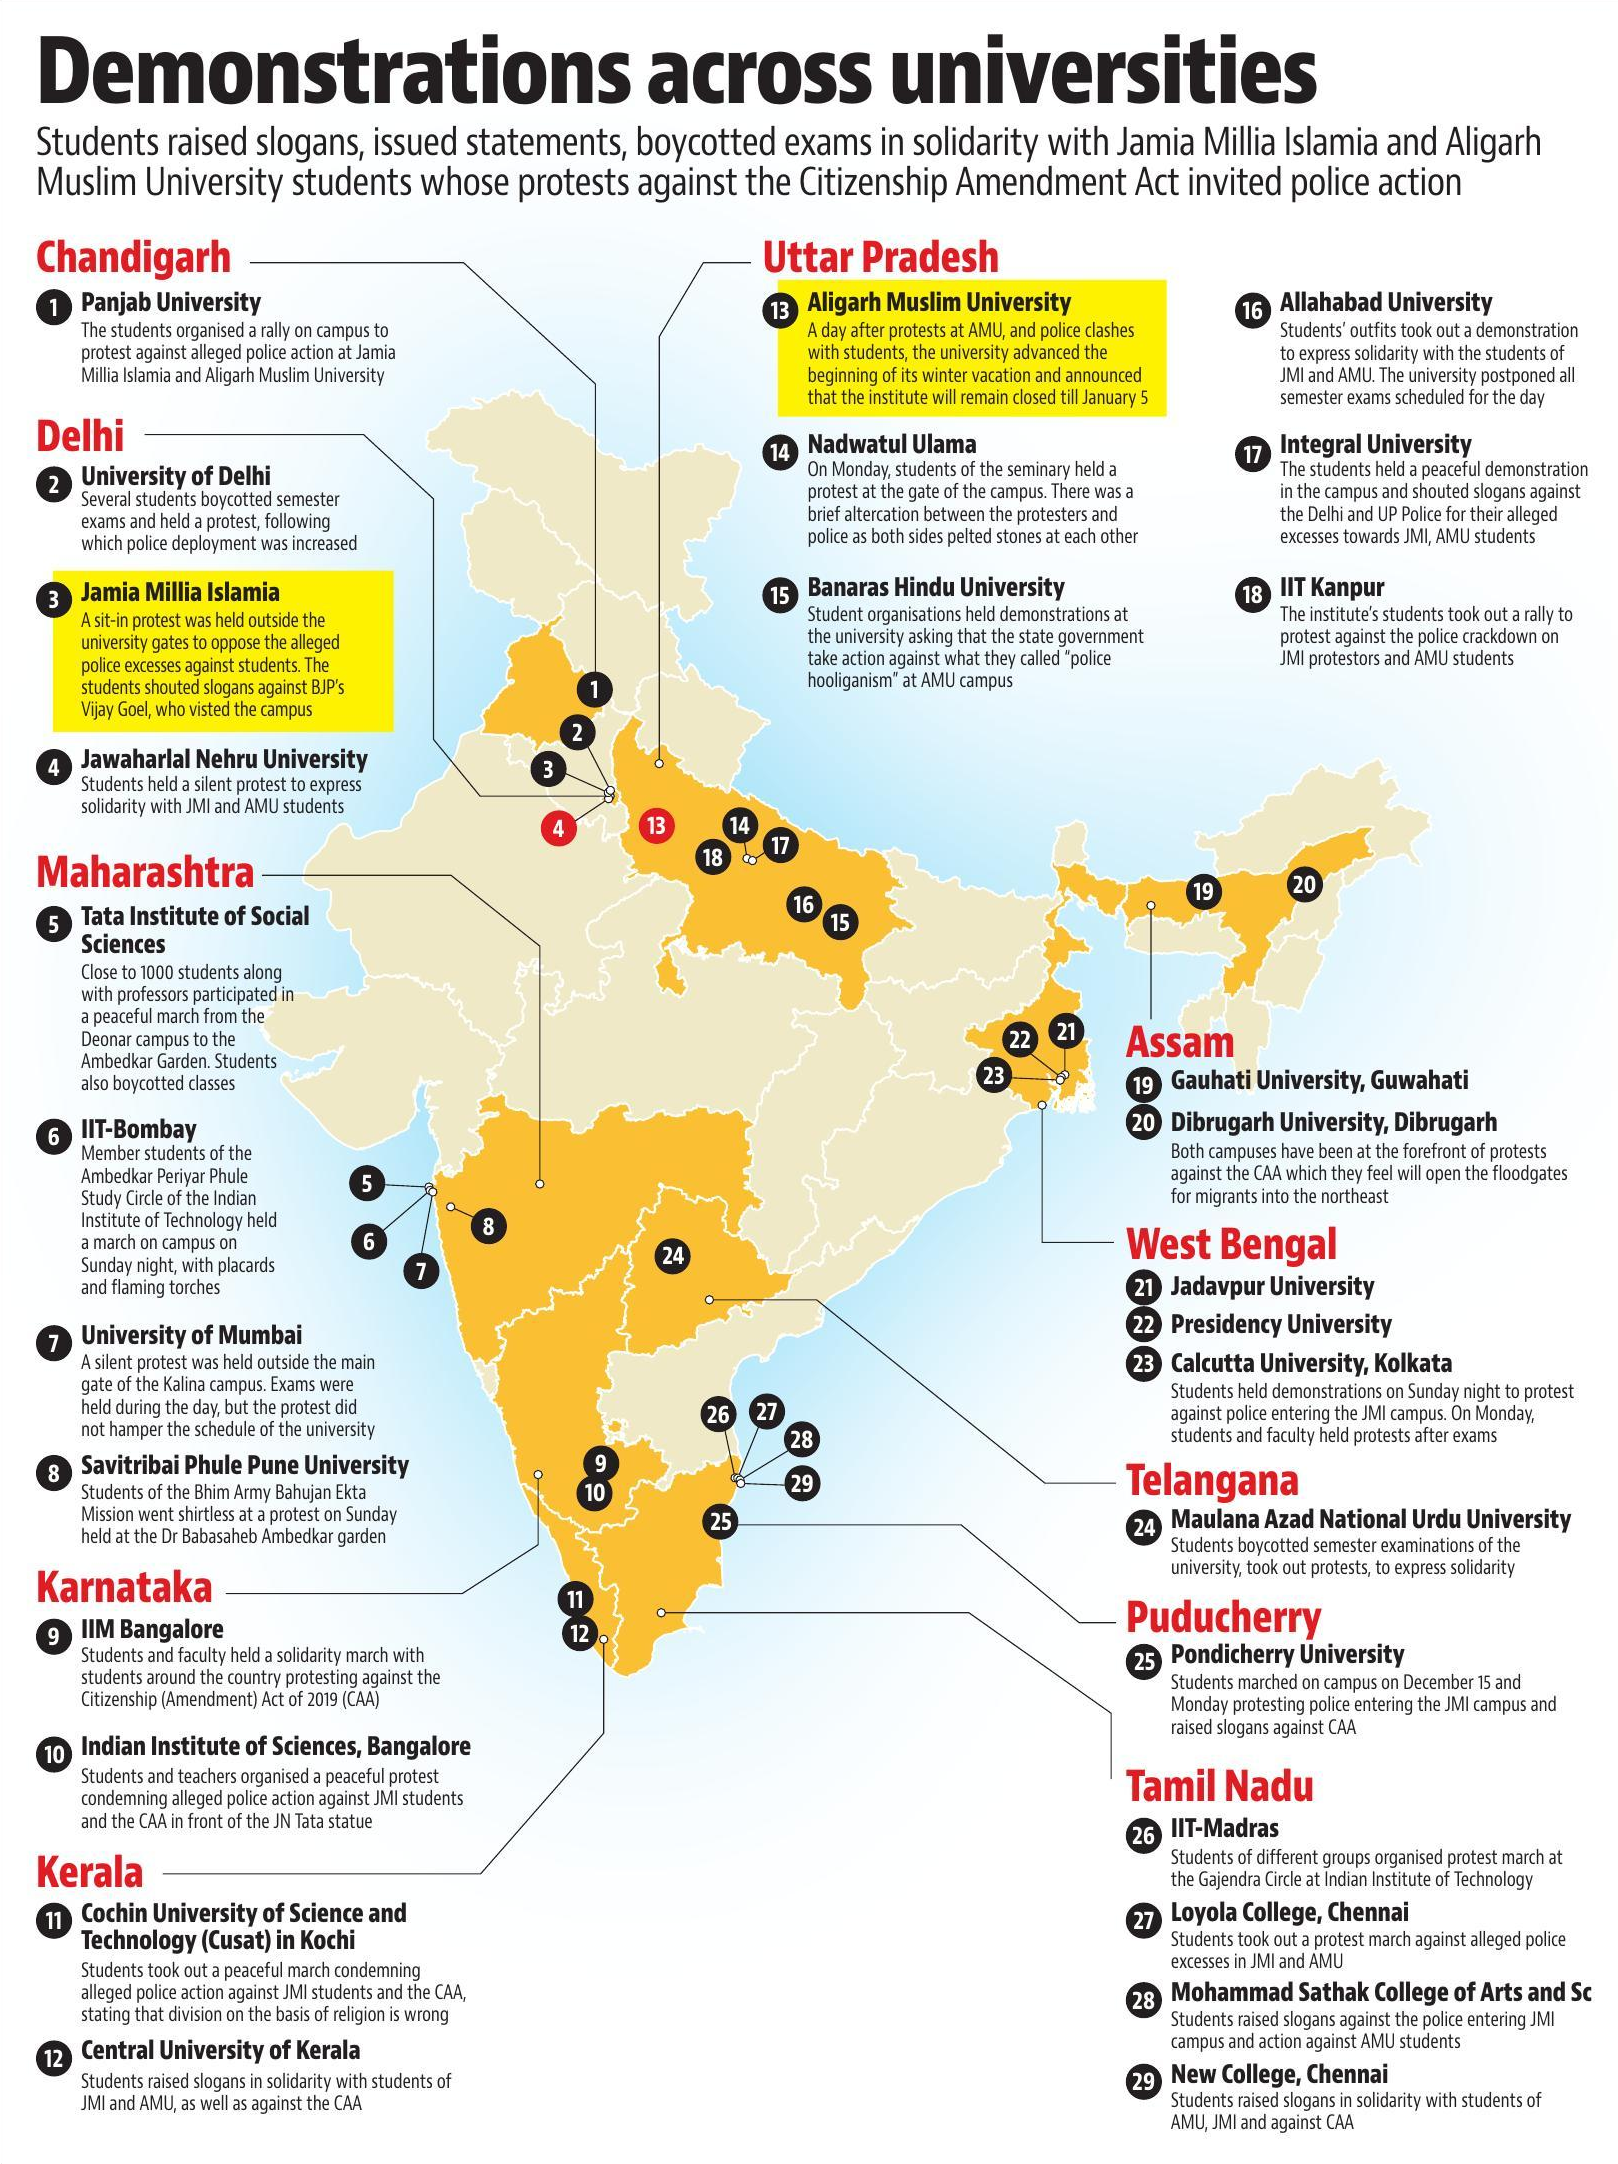 Demonstrations across universities
Students raised slogans, issued statements, boycotted exams in solidarity with Jamia Millia Islamia and Aligarh
Muslim University students whose protests against the Citizenship Amendment Act invited police action
Chandigarh
1 Panjab University
The students organised a rally on campus to
protest against alleged police action at Jamia
Millia Islamia and Aligarh Muslim University
Delhi
2 University of Delhi
Several students boycotted semester
exams and held a protest, following
which police deployment was increased
3 Jamia Millia Islamia
A sit-in protest was held outside the
university gates to oppose the alleged
police excesses against students. The
students shouted slogans against BJP's
Vijay Goel, who visted the campus
4 Jawaharlal Nehru University
Students held a silent protest to express
solidarity with JMI and AMU students
Maharashtra
5 Tata Institute of Social
Sciences
Close to 1000 students along
with professors participated in
a peaceful march from the
Deonar campus to the
Ambedkar Garden. Students
also boycotted classes
6 IIT-Bombay
Member students of the
Ambedkar Periyar Phule
Study Circle of the Indian
Institute of Technology held
a march on campus on
Sunday night, with placards
and flaming torches
7 University of Mumbai
A silent protest was held outside the main
gate of the Kalina campus. Exams were
held during the day, but the protest did
not hamper the schedule of the university
8 Savitribai Phule Pune University
Students of the Bhim Army Bahujan Ekta
Mission went shirtless at a protest on Sunday
held at the Dr Babasaheb Ambedkar garden
Karnataka
9 IIM Bangalore
Students and faculty held a solidarity march with
students around the country protesting against the
Citizenship (Amendment) Act of 2019 (CAA)
10 Indian Institute of Sciences, Bangalore
Students and teachers organised a peaceful protest
condemning alleged police action against JMI students
and the CAA in front of the JN Tata statue
Kerala
11 Cochin University of Science and
Technology (Cusat) in Kochi
Students took out a peaceful march condemning
alleged police action against JMI students and the CAA,
stating that division on the basis of religion is wrong
12 Central University of Kerala
Students raised slogans in solidarity with students of
JMI and AMU, as well as against the CAA
Uttar Pradesh
13 Aligarh Muslim University
A day after protests at AMU, and police clashes
with students, the university advanced the
beginning of its winter vacation and announced
that the institute will remain closed till January 5
14 Nadwatul Ulama
On Monday, students of the seminary held a
protest at the gate of the campus. There was a
brief altercation between the protesters and
police as both sides pelted stones at each other
15 Banaras Hindu University
Student organisations held demonstrations at
the university asking that the state government
take action against what they called "police
hooliganism" at AMU campus
16 Allahabad University
Students' outfits took out a demonstration
to express solidarity with the students of
JMI and AMU. The university postponed all
semester exams scheduled for the day
17 Integral University
The students held a peaceful demonstration
in the campus and shouted slogans against
the Delhi and UP Police for their alleged
excesses towards JMI, AMU students
18 IIT Kanpur
The institute's students took out a rally to
protest against the police crackdown on
JMI protestors and AMU students
1
2
3
4
13
14
17
18
16
15
19
20
22
21
23
5
6
7
8
24
26
27
28
29
9
10
25
11
12
Assam
19 Gauhati University, Guwahati
20 Dibrugarh University, Dibrugarh
Both campuses have been at the forefront of protests
against the CAA which they feel will open the floodgates
for migrants into the northeast
West Bengal
21 Jadavpur University
22 Presidency University
23 Calcutta University, Kolkata
Students held demonstrations on Sunday night to protest
against police entering the JMI campus. On Monday,
students and faculty held protests after exams
Telangana
24 Maulana Azad National Urdu University
Students boycotted semester examinations of the
university, took out protests, to express solidarity
Puducherry
25 Pondicherry University
Students marched on campus on December 15 and
Monday protesting police entering the JMI campus and
raised slogans against CAA
Tamil Nadu
26 IIT-Madras
Students of different groups organised protest march at
the Gajendra Circle at Indian Institute of Technology
27 Loyola College, Chennai
Students took out a protest march against alleged police
excesses in JMI and AMU
28 Mohammad Sathak College of Arts and Sc
Students raised slogans against the police entering JMI
campus and action against AMU students
29 New College, Chennai
Students raised slogans in solidarity with students of
AMU, JMI and against CAA